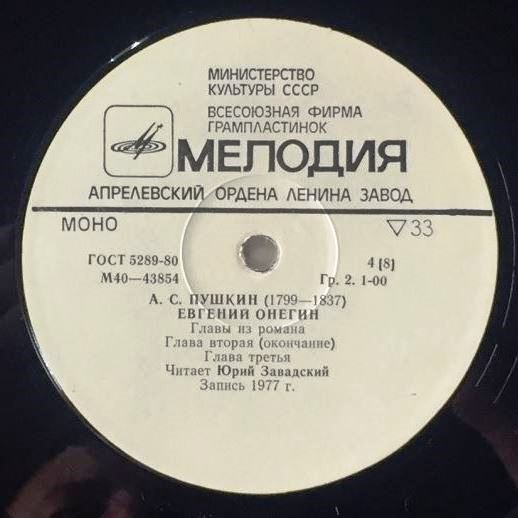 МИНИСТЕРСТВО
КУЛЬТУРЫ СССР
ВСЕСОЮЗНАЯ ФИРМА
ГРАМПЛАСТИНОК
МЕЛОДИЯ
АПРЕЛЕВСКИЙ ОРДЕНА ЛЕНИНА ЗАВОД
МОНО ▽33
ГОСТ 5289-80 4 [8]
М40—43854 Гр. 2. 1-00
А. С. ПУШКИН (1799—1837)
ЕВГЕНИЙ ОНЕГИН
Главы из романа
Глава вторая (окончание)
Глава третья
Читает Юрий Завадский
Запись 1977 г.